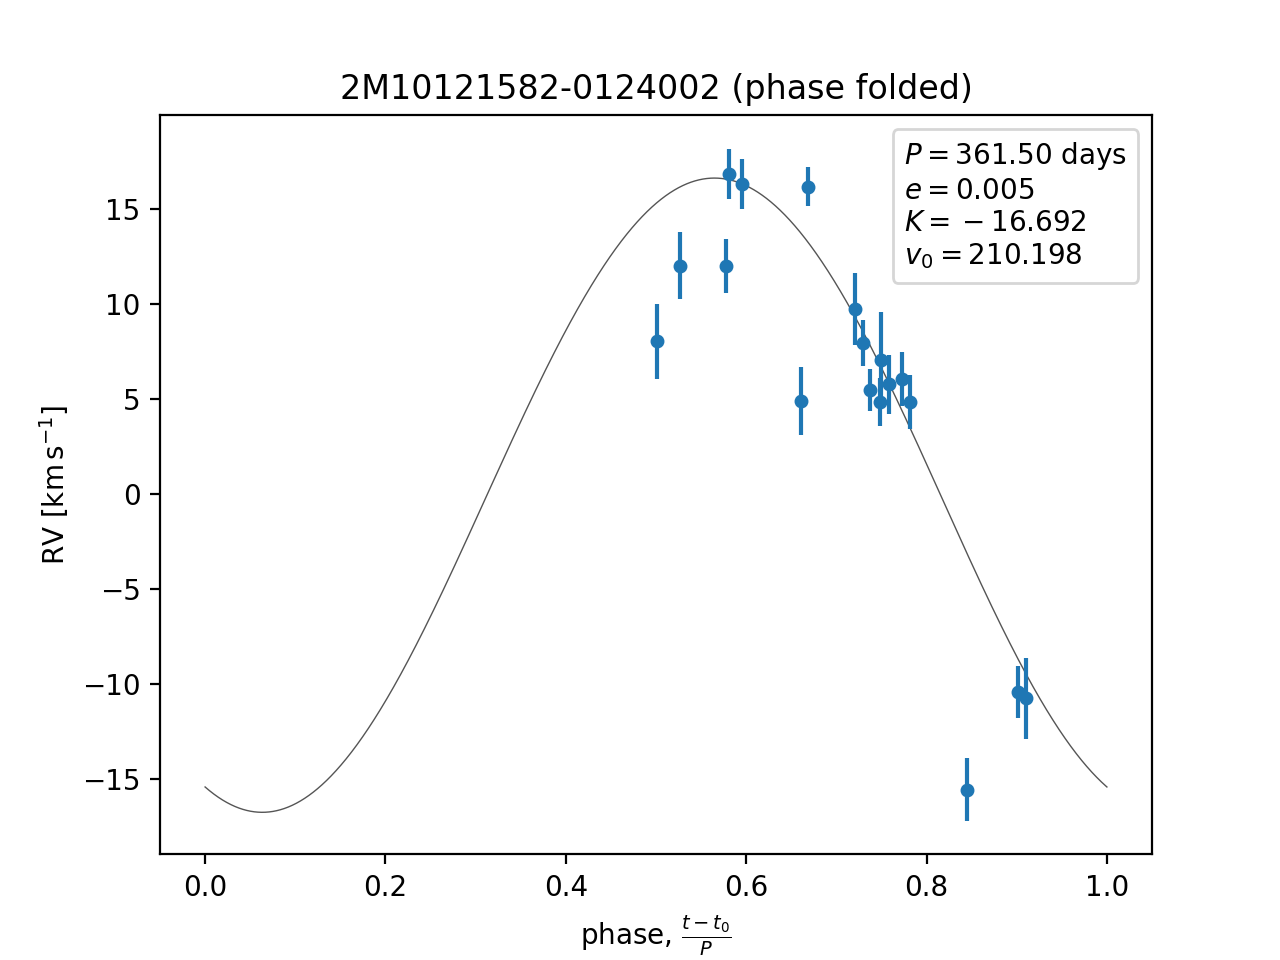 2M10121582-0124002 (phase folded)
P = 361.50 days
e = 0.005
K = −16.692
v₀ = 210.198
15
10
5
0
−5
−10
−15
RV [km s⁻¹]
0.0 0.2 0.4 0.6 0.8 1.0
phase, (t − t₀)/P